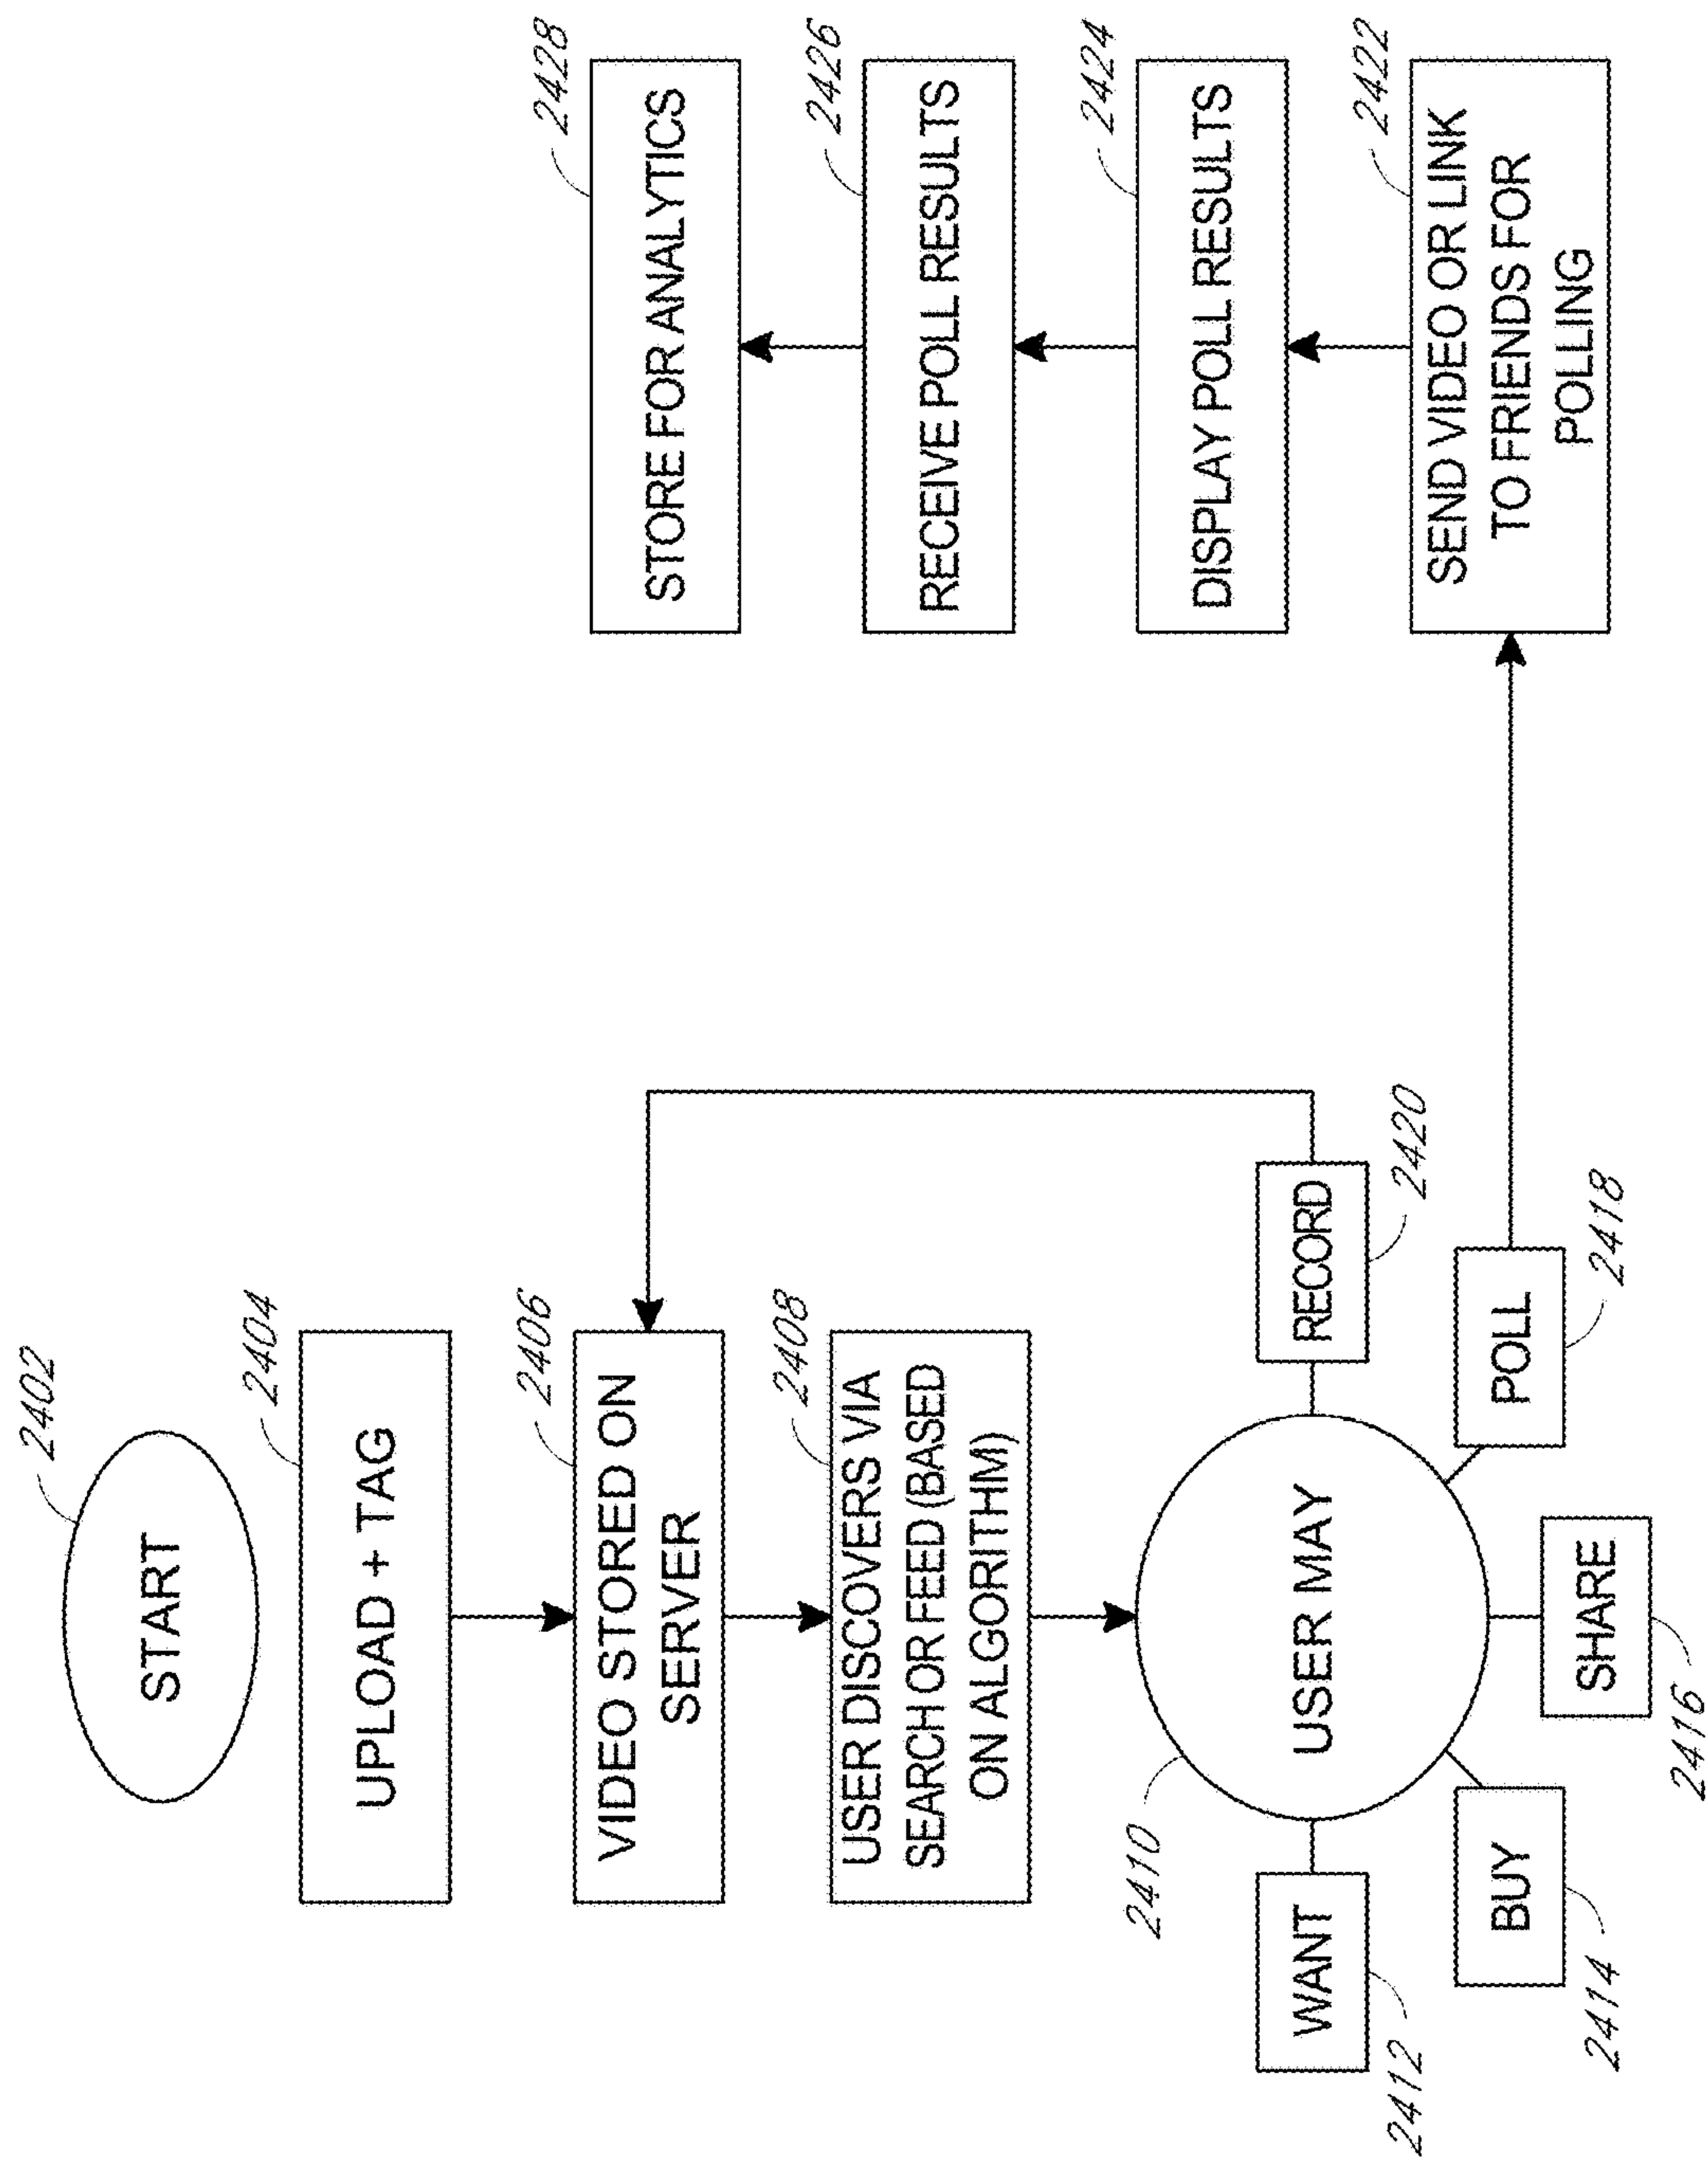 START
2402
UPLOAD + TAG
2404
VIDEO STORED ON
SERVER
2406
USER DISCOVERS VIA
SEARCH OR FEED (BASED
ON ALGORITHM)
2408
USER MAY
2410
WANT
2412
BUY
2414
SHARE
2416
POLL
2418
RECORD
2420
SEND VIDEO OR LINK
TO FRIENDS FOR
POLLING
2422
DISPLAY POLL RESULTS
2424
RECEIVE POLL RESULTS
2426
STORE FOR ANALYTICS
2428